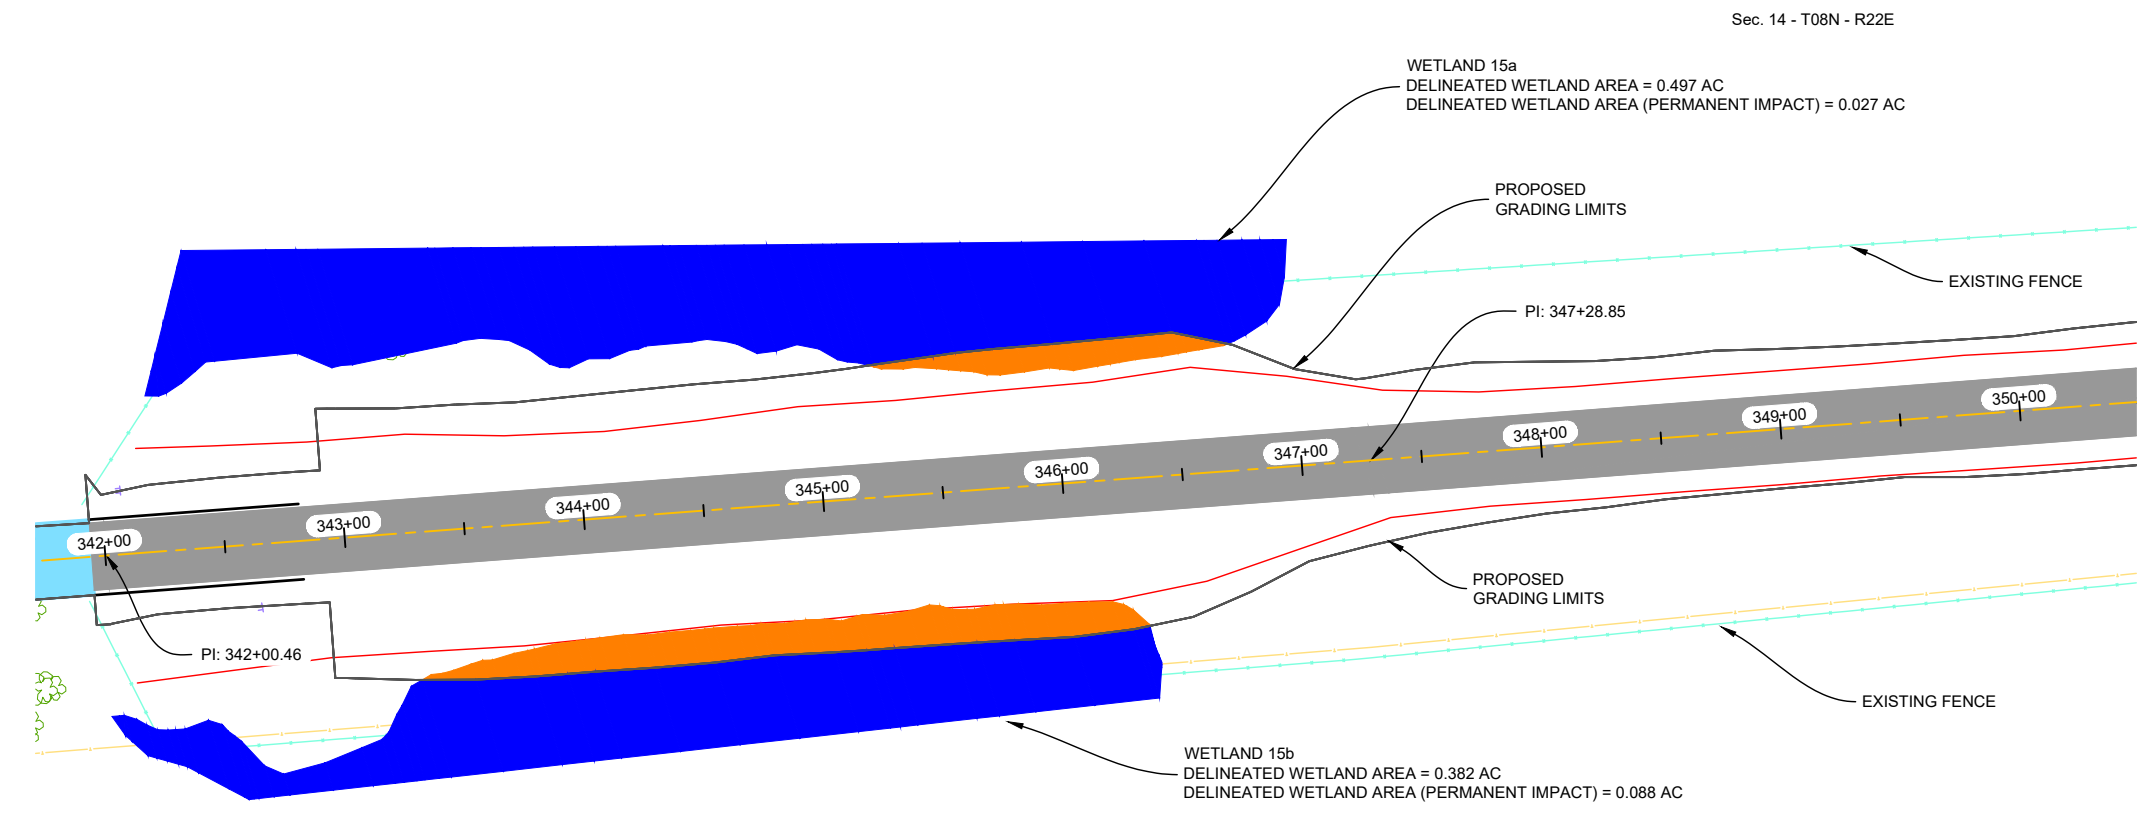 Sec. 14 - T08N - R22E
WETLAND 15a
DELINEATED WETLAND AREA = 0.497 AC
DELINEATED WETLAND AREA (PERMANENT IMPACT) = 0.027 AC
PROPOSED
GRADING LIMITS
EXISTING FENCE
PI: 347+28.85
342+00
343+00
344+00
345+00
346+00
347+00
348+00
349+00
350+00
PI: 342+00.46
PROPOSED
GRADING LIMITS
EXISTING FENCE
WETLAND 15b
DELINEATED WETLAND AREA = 0.382 AC
DELINEATED WETLAND AREA (PERMANENT IMPACT) = 0.088 AC